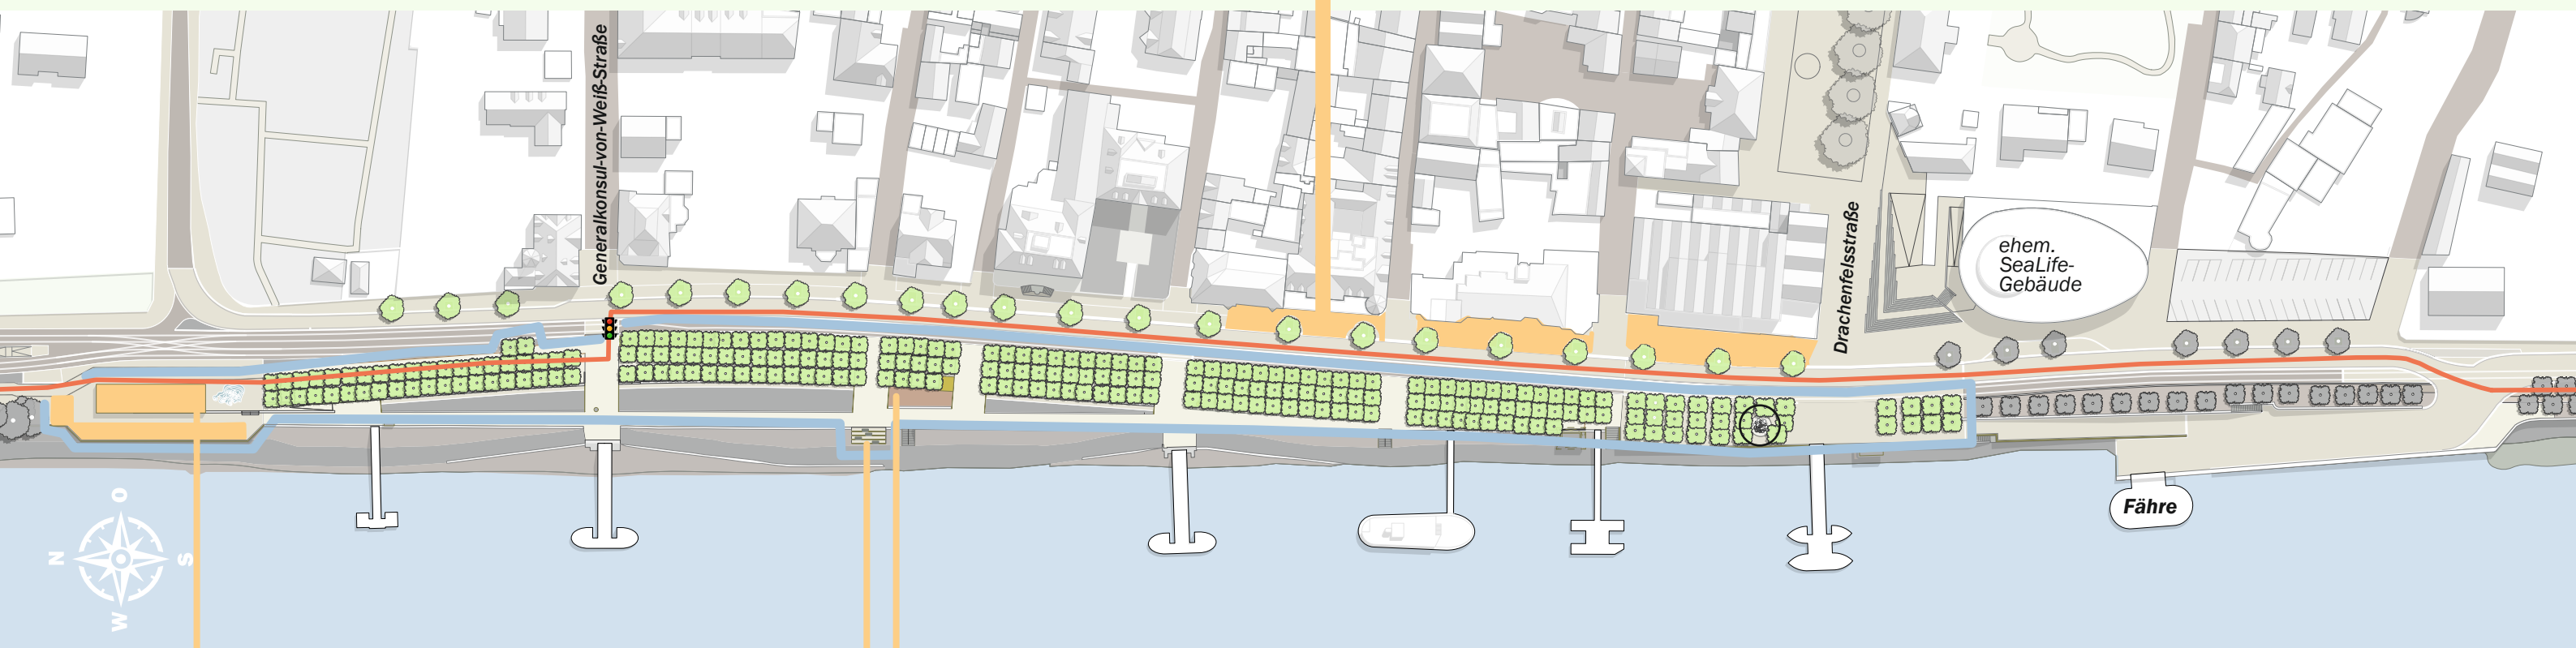 Generalkonsul-von-Weiß-Straße
Drachenfelsstraße
ehem.
SeaLife-
Gebäude
Fähre
O
N
S
W